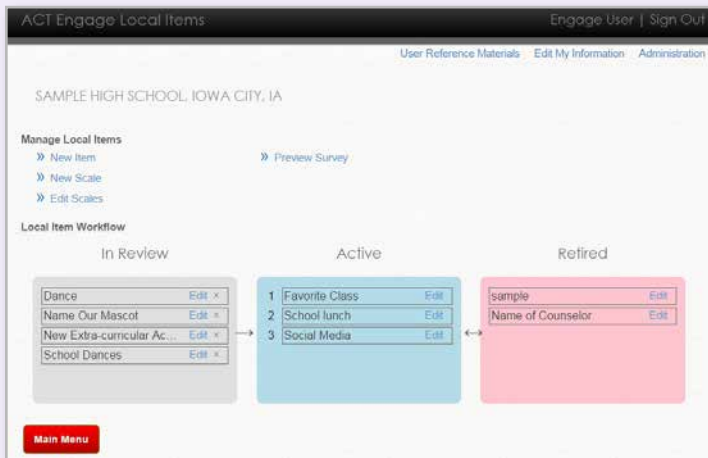 ACT Engage Local Items Engage User | Sign Out
User Reference Materials Edit My Information Administration
SAMPLE HIGH SCHOOL, IOWA CITY, IA
Manage Local Items
» New Item » Preview Survey
» New Scale
» Edit Scales
Local Item Workflow
In Review Active Retired
Dance Edit × 1 Favorite Class Edit sample Edit
Name Our Mascot Edit × 2 School lunch Edit Name of Counselor Edit
New Extra-curricular Ac... Edit × 3 Social Media Edit
School Dances Edit ×
Main Menu